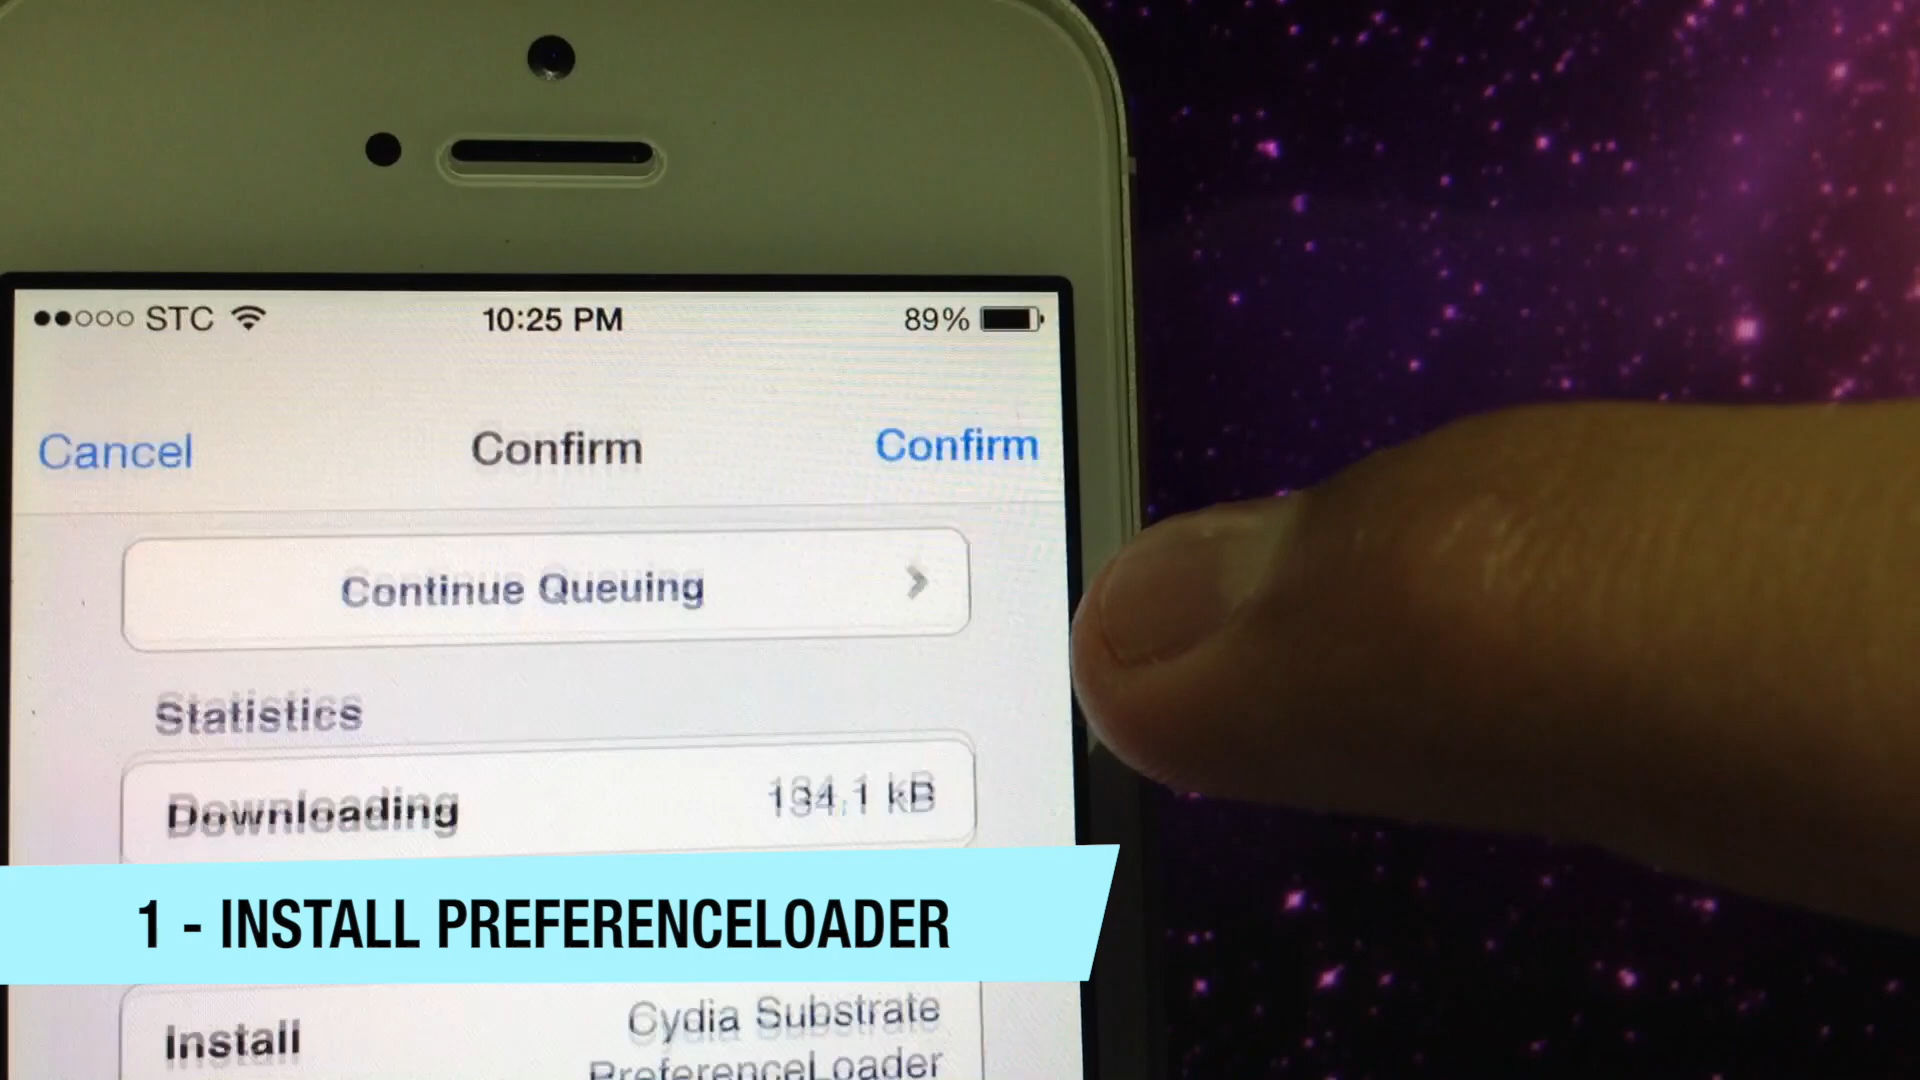 STC 10:25 PM 89%
Cancel Confirm Confirm
Continue Queuing
Statistics
Downloading 134.1 kB
1 - INSTALL PREFERENCELOADER
Install Cydia Substrate
PreferenceLoader